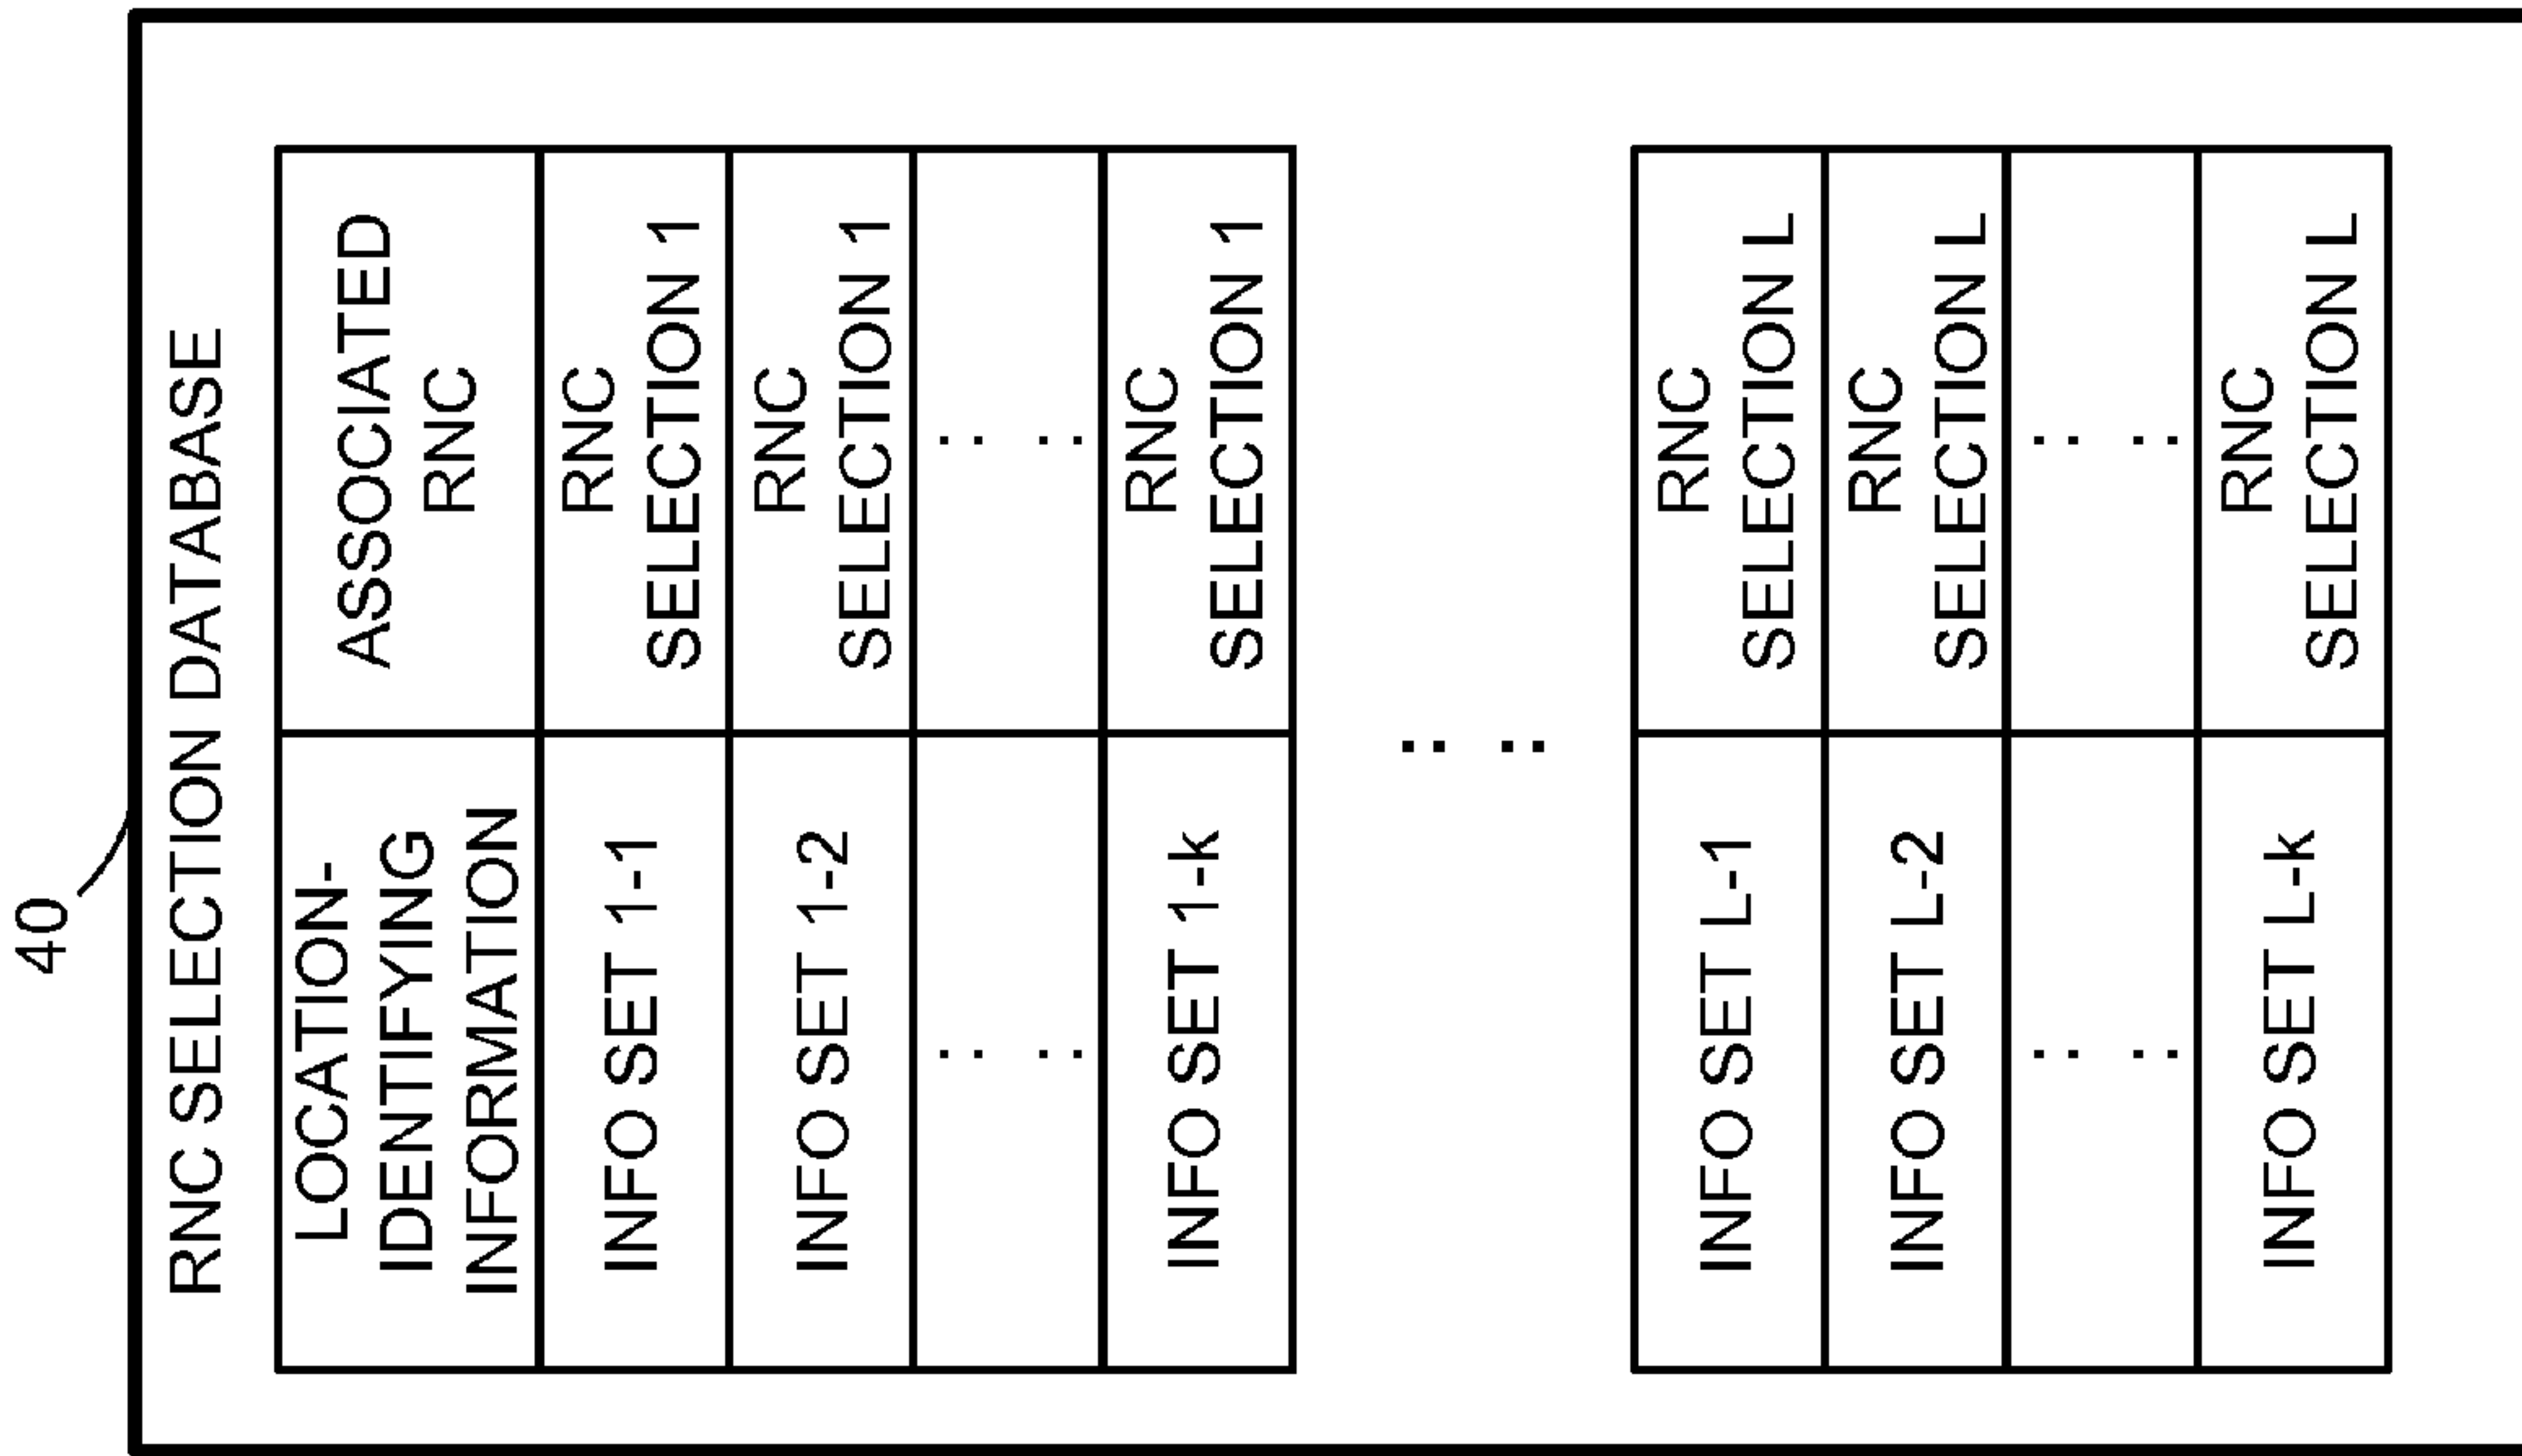 40
RNC SELECTION DATABASE
LOCATION-
IDENTIFYING
INFORMATION
ASSOCIATED
RNC
INFO SET 1-1
RNC
SELECTION 1
INFO SET 1-2
RNC
SELECTION 1
INFO SET 1-k
RNC
SELECTION 1
INFO SET L-1
RNC
SELECTION L
INFO SET L-2
RNC
SELECTION L
INFO SET L-k
RNC
SELECTION L